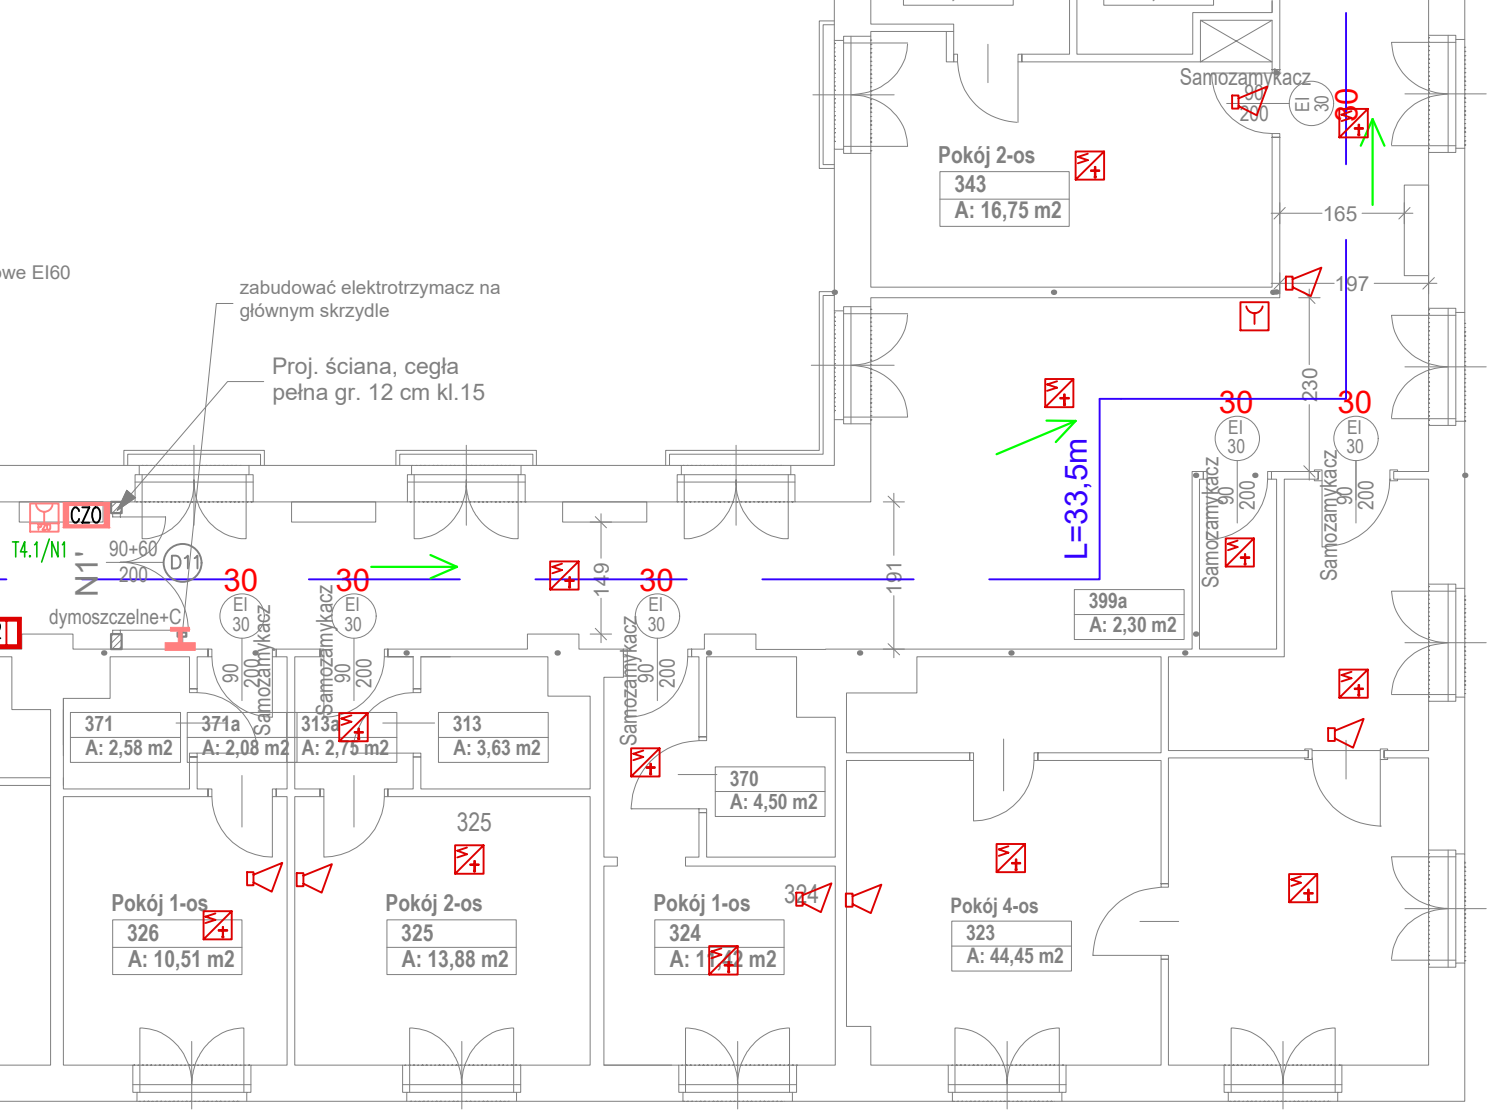 Samozamykacz
90
200
EI
30
30
Pokój 2-os
343
A: 16,75 m2
165
197
owe EI60
zabudować elektrotrzymacz na
głównym skrzydle
Proj. ściana, cegła
pełna gr. 12 cm kl.15
230
30
EI
30
Samozamykacz
90
200
30
EI
30
Samozamykacz
90
200
L=33,5m
CZO
PZO
T4.1/N1
N1'
90+60
200
D11
dymoszczelne+C
149
191
30
EI
30
Samozamykacz
90
200
30
EI
30
Samozamykacz
90
200
30
EI
30
Samozamykacz
90
200
399a
A: 2,30 m2
371
A: 2,58 m2
371a
A: 2,08 m2
313a
A: 2,75 m2
313
A: 3,63 m2
370
A: 4,50 m2
325
324
Pokój 1-os
326
A: 10,51 m2
Pokój 2-os
325
A: 13,88 m2
Pokój 1-os
324
A: 11,42 m2
Pokój 4-os
323
A: 44,45 m2